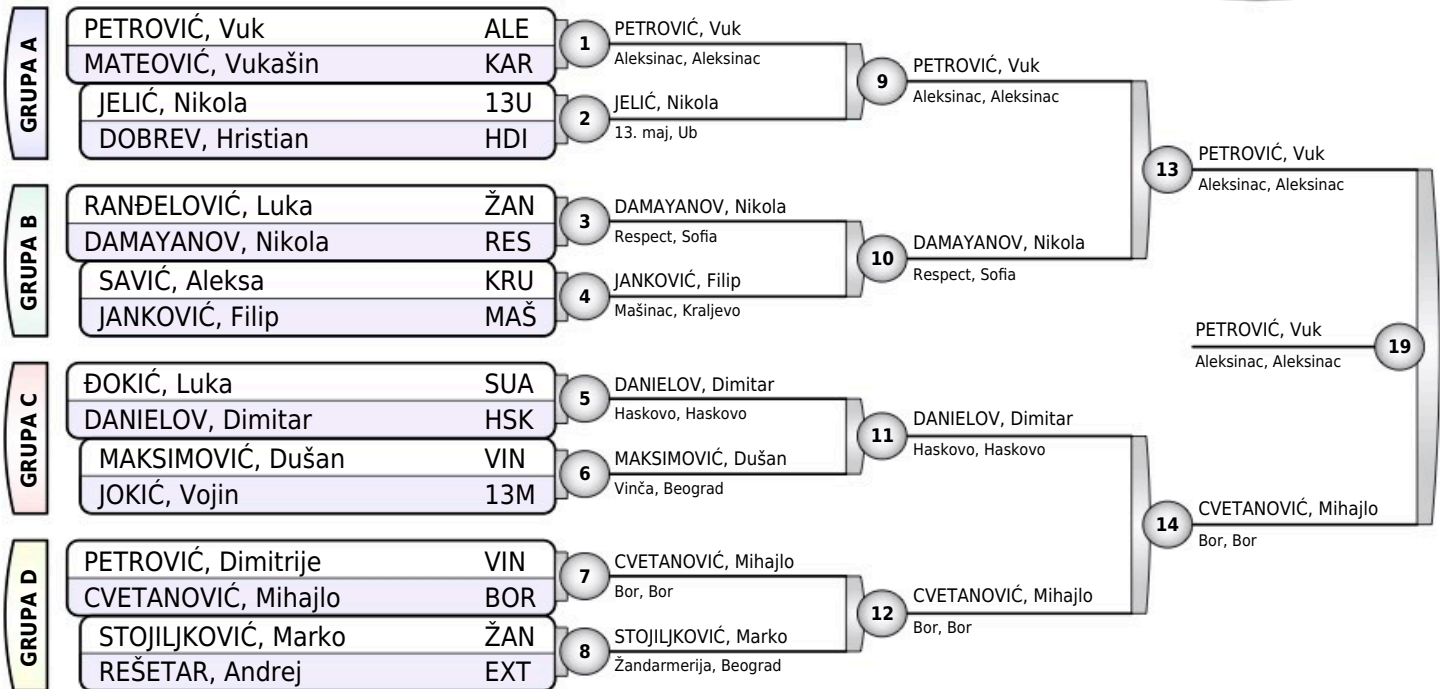 GRUPA A
PETROVIĆ, Vuk ALE
MATEOVIĆ, Vukašin KAR
JELIĆ, Nikola 13U
DOBREV, Hristian HDI
GRUPA B
RANĐELOVIĆ, Luka ŽAN
DAMAYANOV, Nikola RES
SAVIĆ, Aleksa KRU
JANKOVIĆ, Filip MAŠ
GRUPA C
ĐOKIĆ, Luka SUA
DANIELOV, Dimitar HSK
MAKSIMOVIĆ, Dušan VIN
JOKIĆ, Vojin 13M
GRUPA D
PETROVIĆ, Dimitrije VIN
CVETANOVIĆ, Mihajlo BOR
STOJILJKOVIĆ, Marko ŽAN
REŠETAR, Andrej EXT
1
PETROVIĆ, Vuk
Aleksinac, Aleksinac
2
JELIĆ, Nikola
13. maj, Ub
3
DAMAYANOV, Nikola
Respect, Sofia
4
JANKOVIĆ, Filip
Mašinac, Kraljevo
5
DANIELOV, Dimitar
Haskovo, Haskovo
6
MAKSIMOVIĆ, Dušan
Vinča, Beograd
7
CVETANOVIĆ, Mihajlo
Bor, Bor
8
STOJILJKOVIĆ, Marko
Žandarmerija, Beograd
9
PETROVIĆ, Vuk
Aleksinac, Aleksinac
10
DAMAYANOV, Nikola
Respect, Sofia
11
DANIELOV, Dimitar
Haskovo, Haskovo
12
CVETANOVIĆ, Mihajlo
Bor, Bor
13
PETROVIĆ, Vuk
Aleksinac, Aleksinac
14
CVETANOVIĆ, Mihajlo
Bor, Bor
PETROVIĆ, Vuk
Aleksinac, Aleksinac
19